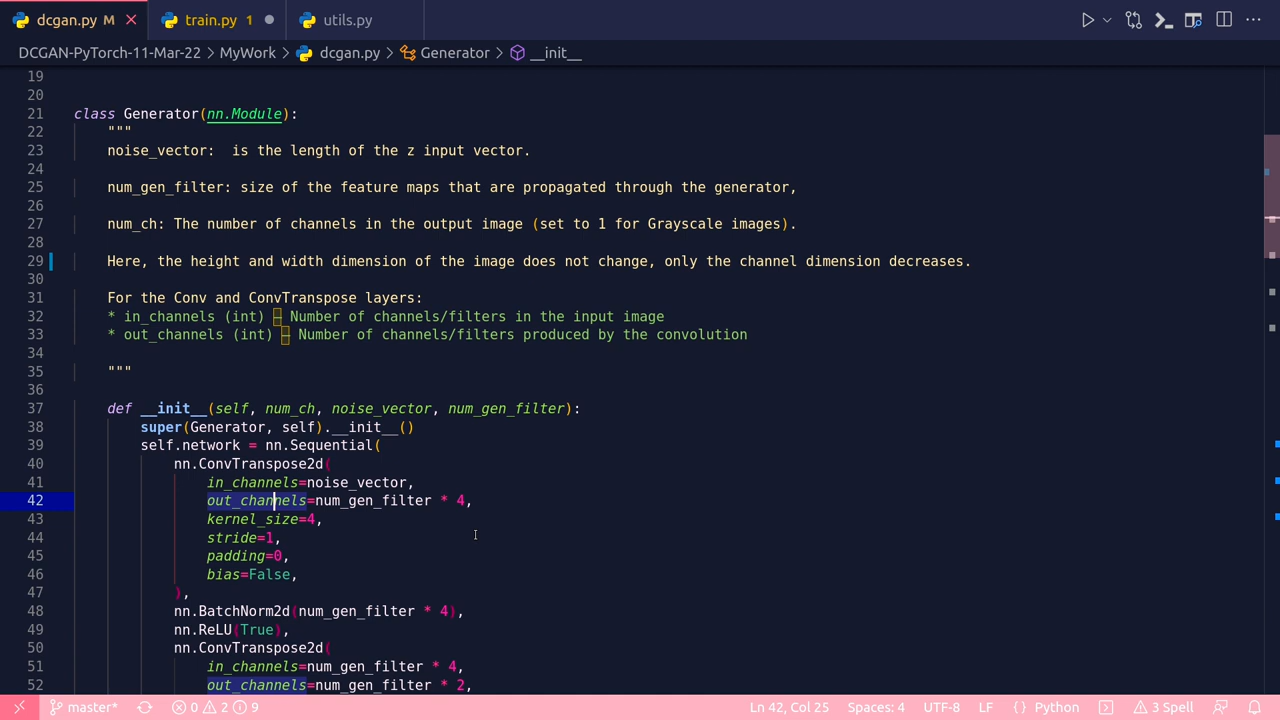 dcgan.py M
train.py 1
utils.py
DCGAN-PyTorch-11-Mar-22 > MyWork > dcgan.py > Generator > __init__
19
20
21 class Generator(nn.Module):
22 """
23 noise_vector:  is the length of the z input vector.
24
25 num_gen_filter: size of the feature maps that are propagated through the generator,
26
27 num_ch: The number of channels in the output image (set to 1 for Grayscale images).
28
29 Here, the height and width dimension of the image does not change, only the channel dimension decreases.
30
31 For the Conv and ConvTranspose layers:
32 * in_channels (int) – Number of channels/filters in the input image
33 * out_channels (int) – Number of channels/filters produced by the convolution
34
35 """
36
37 def __init__(self, num_ch, noise_vector, num_gen_filter):
38 super(Generator, self).__init__()
39 self.network = nn.Sequential(
40 nn.ConvTranspose2d(
41 in_channels=noise_vector,
42 out_channels=num_gen_filter * 4,
43 kernel_size=4,
44 stride=1,
45 padding=0,
46 bias=False,
47 ),
48 nn.BatchNorm2d(num_gen_filter * 4),
49 nn.ReLU(True),
50 nn.ConvTranspose2d(
51 in_channels=num_gen_filter * 4,
52 out_channels=num_gen_filter * 2,
master* 0 2 9 Ln 42, Col 25 Spaces: 4 UTF-8 LF {} Python 3 Spell